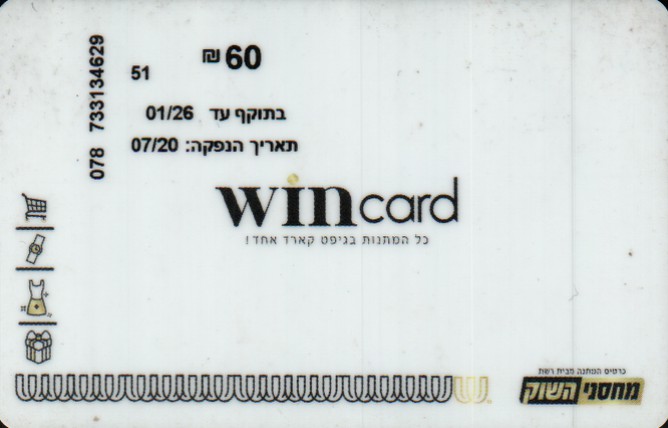 ₪ 60
51
078 733134629
בתוקף עד 01/26
תאריך הנפקה: 07/20
wincard
כל המתנות בגיפט קארד אחד!
כרטיס המתנה מבית רשת
מחסני השוק